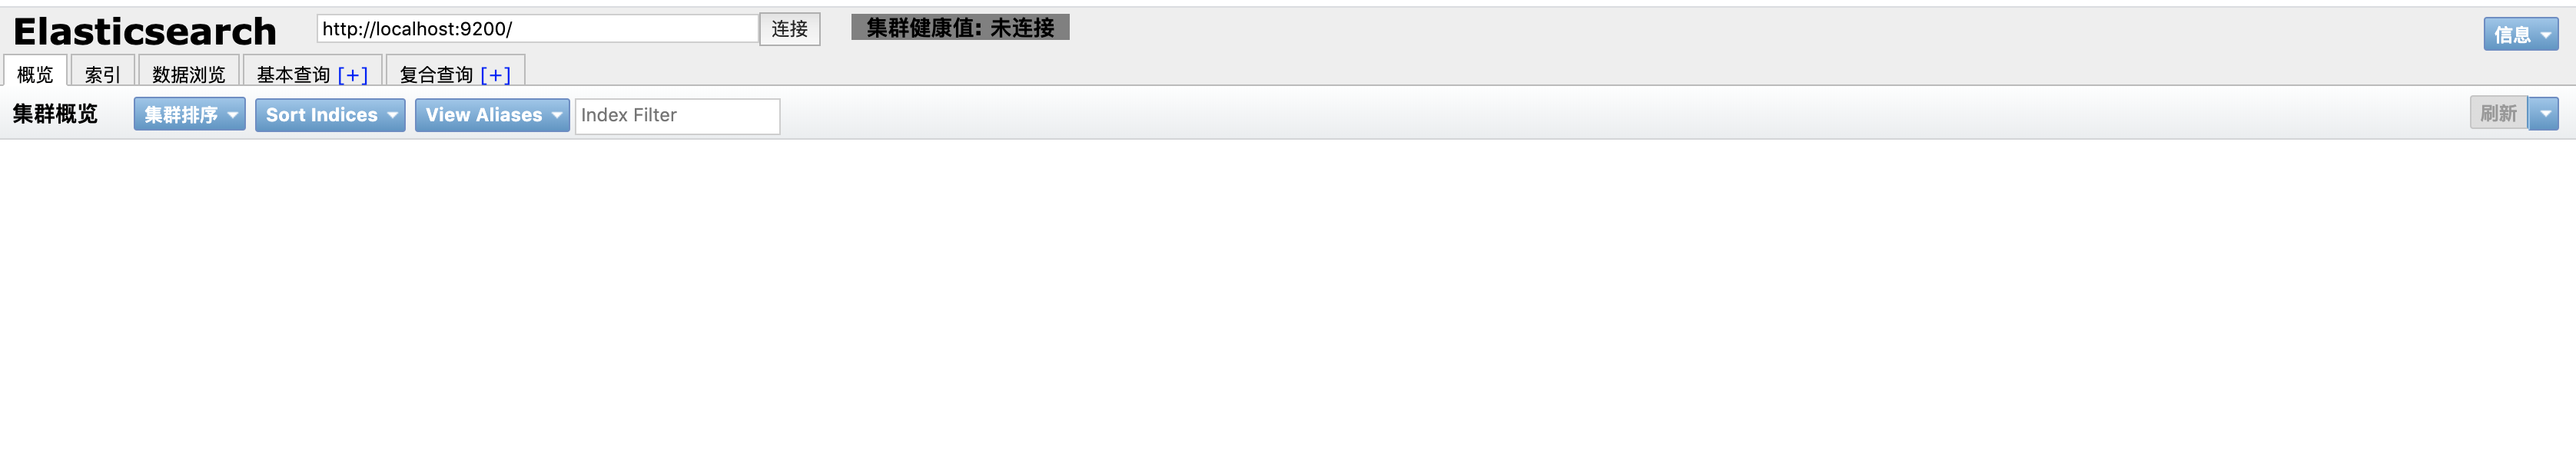 Elasticsearch http://localhost:9200/ 连接 集群健康值: 未连接 信息
概览 索引 数据浏览 基本查询 [+] 复合查询 [+]
集群概览 集群排序 Sort Indices View Aliases Index Filter 刷新